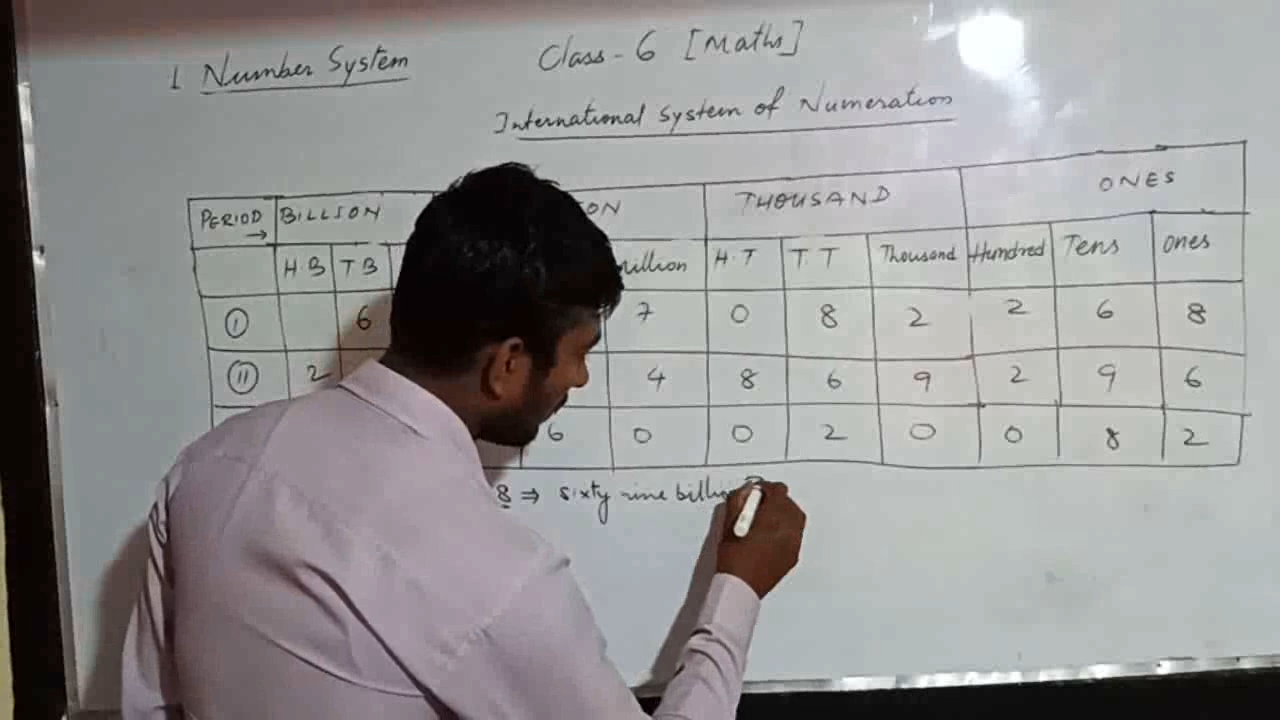 1 Number System Class - 6 [Maths]
International System of Numeration
PERIOD → BILLION ION THOUSAND ONES
H B T B illion H.T T.T Thousand Hundred Tens Ones
(i) 6 7 0 8 2 2 6 8
(ii) 2 4 8 6 9 2 9 6
6 0 0 2 0 0 8 2
8 ⇒ sixty nine billio